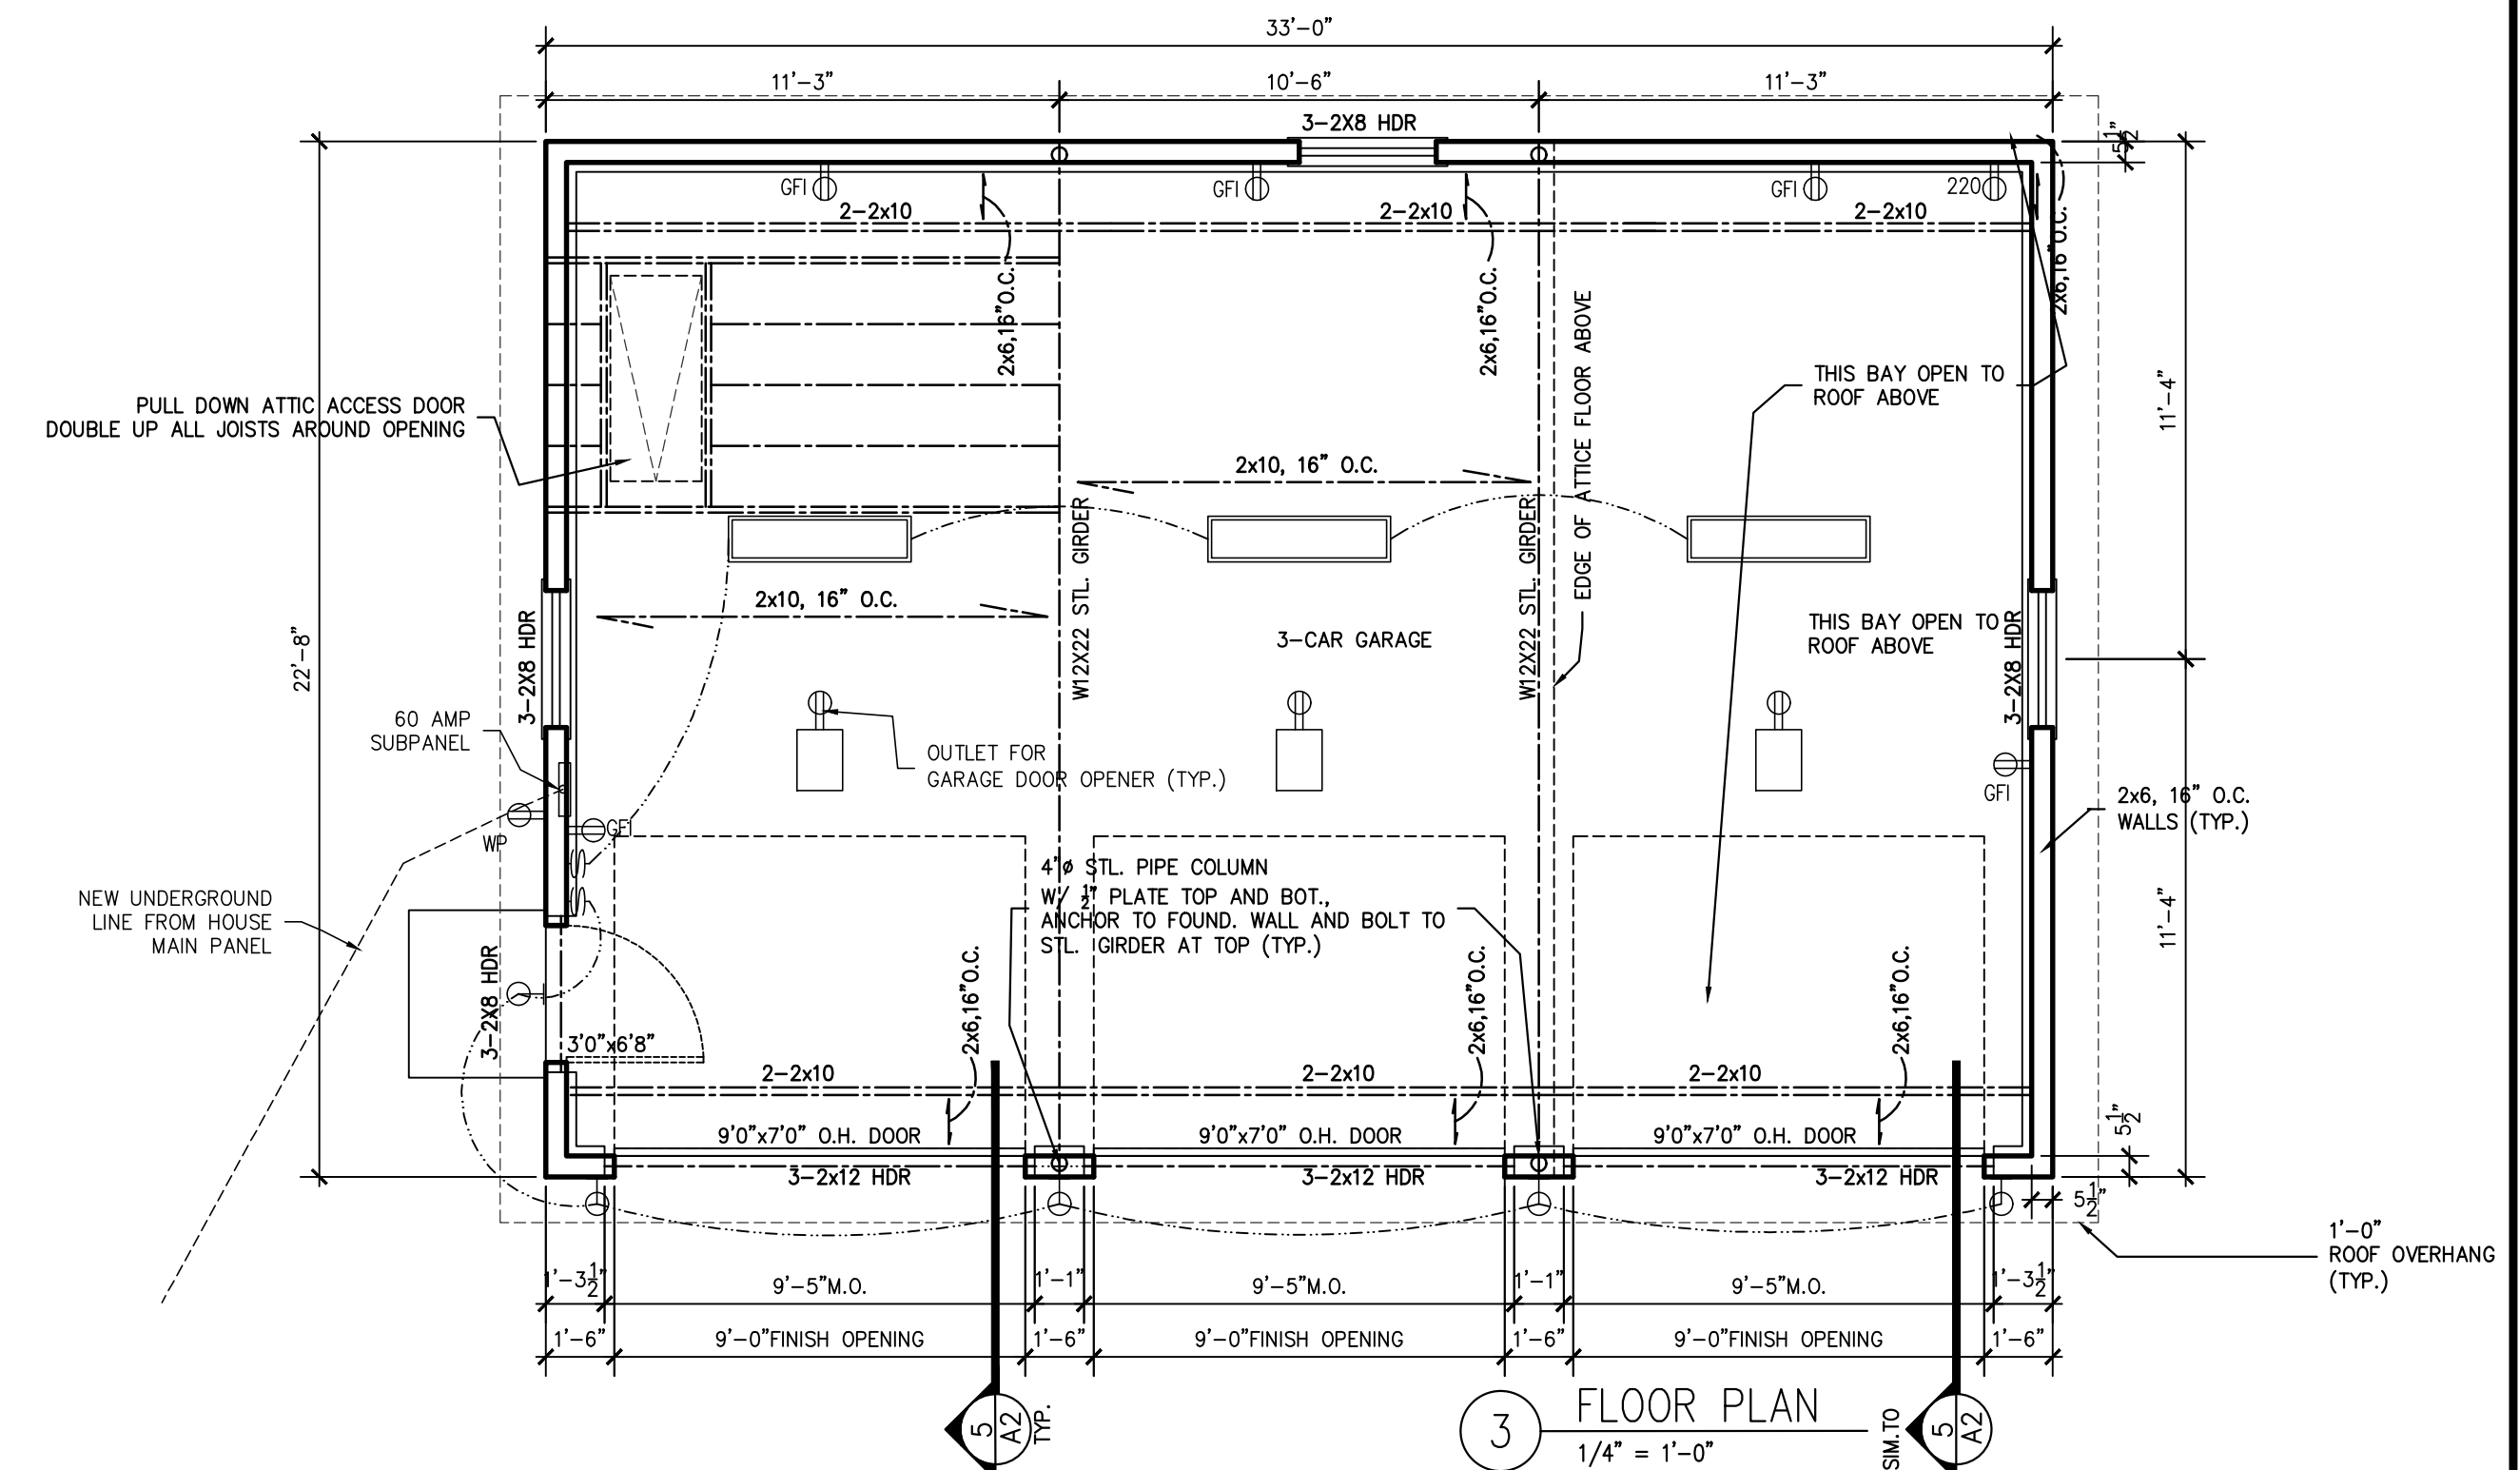 33'-0"
11'-3"
10'-6"
11'-3"
3-2X8 HDR
5 1/2"
GFI
GFI
GFI
220
2-2x10
2-2x10
2-2x10
2x6,16"O.C.
2x6,16"O.C.
2x6,16"O.C.
THIS BAY OPEN TO
ROOF ABOVE
11'-4"
PULL DOWN ATTIC ACCESS DOOR
DOUBLE UP ALL JOISTS AROUND OPENING
2x10, 16" O.C.
EDGE OF ATTICE FLOOR ABOVE
W12X22 STL. GIRDER
W12X22 STL. GIRDER
2x10, 16" O.C.
3-CAR GARAGE
THIS BAY OPEN TO
ROOF ABOVE
22'-8"
3-2X8 HDR
3-2X8 HDR
60 AMP
SUBPANEL
OUTLET FOR
GARAGE DOOR OPENER (TYP.)
GFI
2x6, 16" O.C.
WALLS (TYP.)
WP
GFI
4"ø STL. PIPE COLUMN
W/ 1/2" PLATE TOP AND BOT.,
ANCHOR TO FOUND. WALL AND BOLT TO
STL. GIRDER AT TOP (TYP.)
NEW UNDERGROUND
LINE FROM HOUSE
MAIN PANEL
11'-4"
3-2X8 HDR
3'0"x6'8"
2x6,16"O.C.
2x6,16"O.C.
2x6,16"O.C.
2-2x10
2-2x10
2-2x10
9'0"x7'0" O.H. DOOR
9'0"x7'0" O.H. DOOR
9'0"x7'0" O.H. DOOR
5 1/2"
3-2x12 HDR
3-2x12 HDR
3-2x12 HDR
5 1/2"
1'-0"
ROOF OVERHANG
(TYP.)
1'-3 1/2"
9'-5"M.O.
1'-1"
9'-5"M.O.
1'-1"
9'-5"M.O.
1'-3 1/2"
1'-6"
9'-0"FINISH OPENING
1'-6"
9'-0"FINISH OPENING
1'-6"
9'-0"FINISH OPENING
1'-6"
5
A2
TYP.
3
FLOOR PLAN
1/4" = 1'-0"
SIM.TO
5
A2